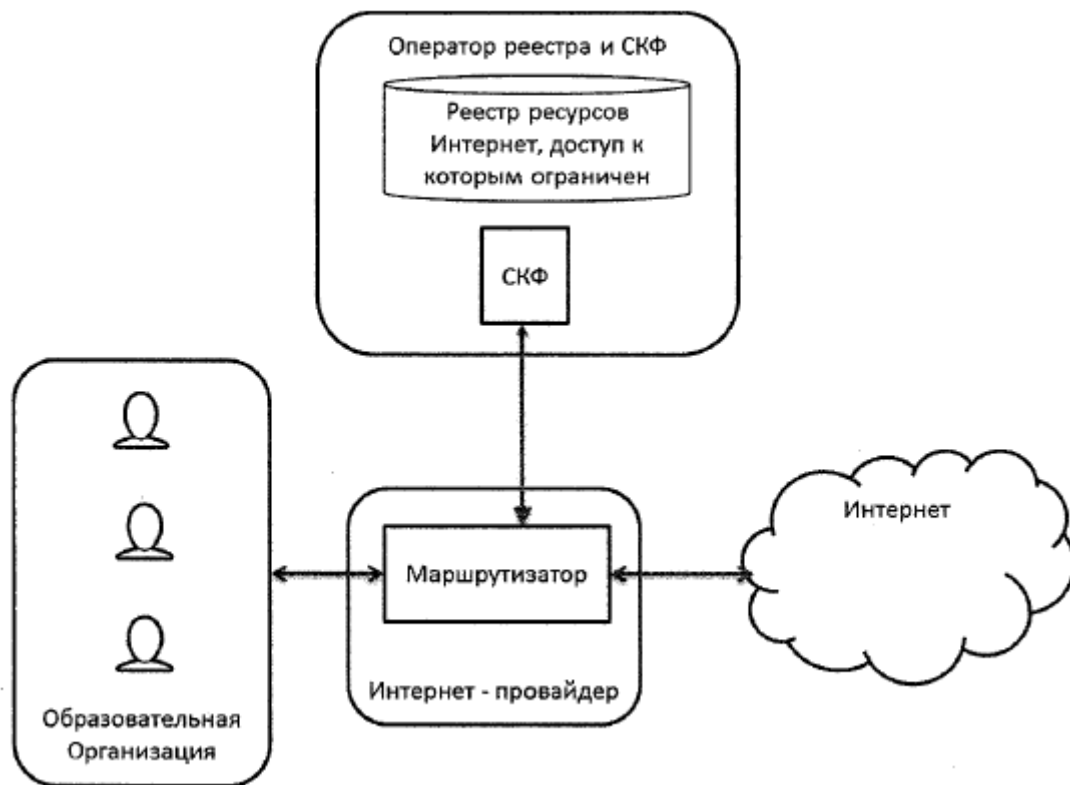 Оператор реестра и СКФ
Реестр ресурсов
Интернет, доступ к
которым ограничен
СКФ
Интернет
Маршрутизатор
Интернет - провайдер
Образовательная
Организация